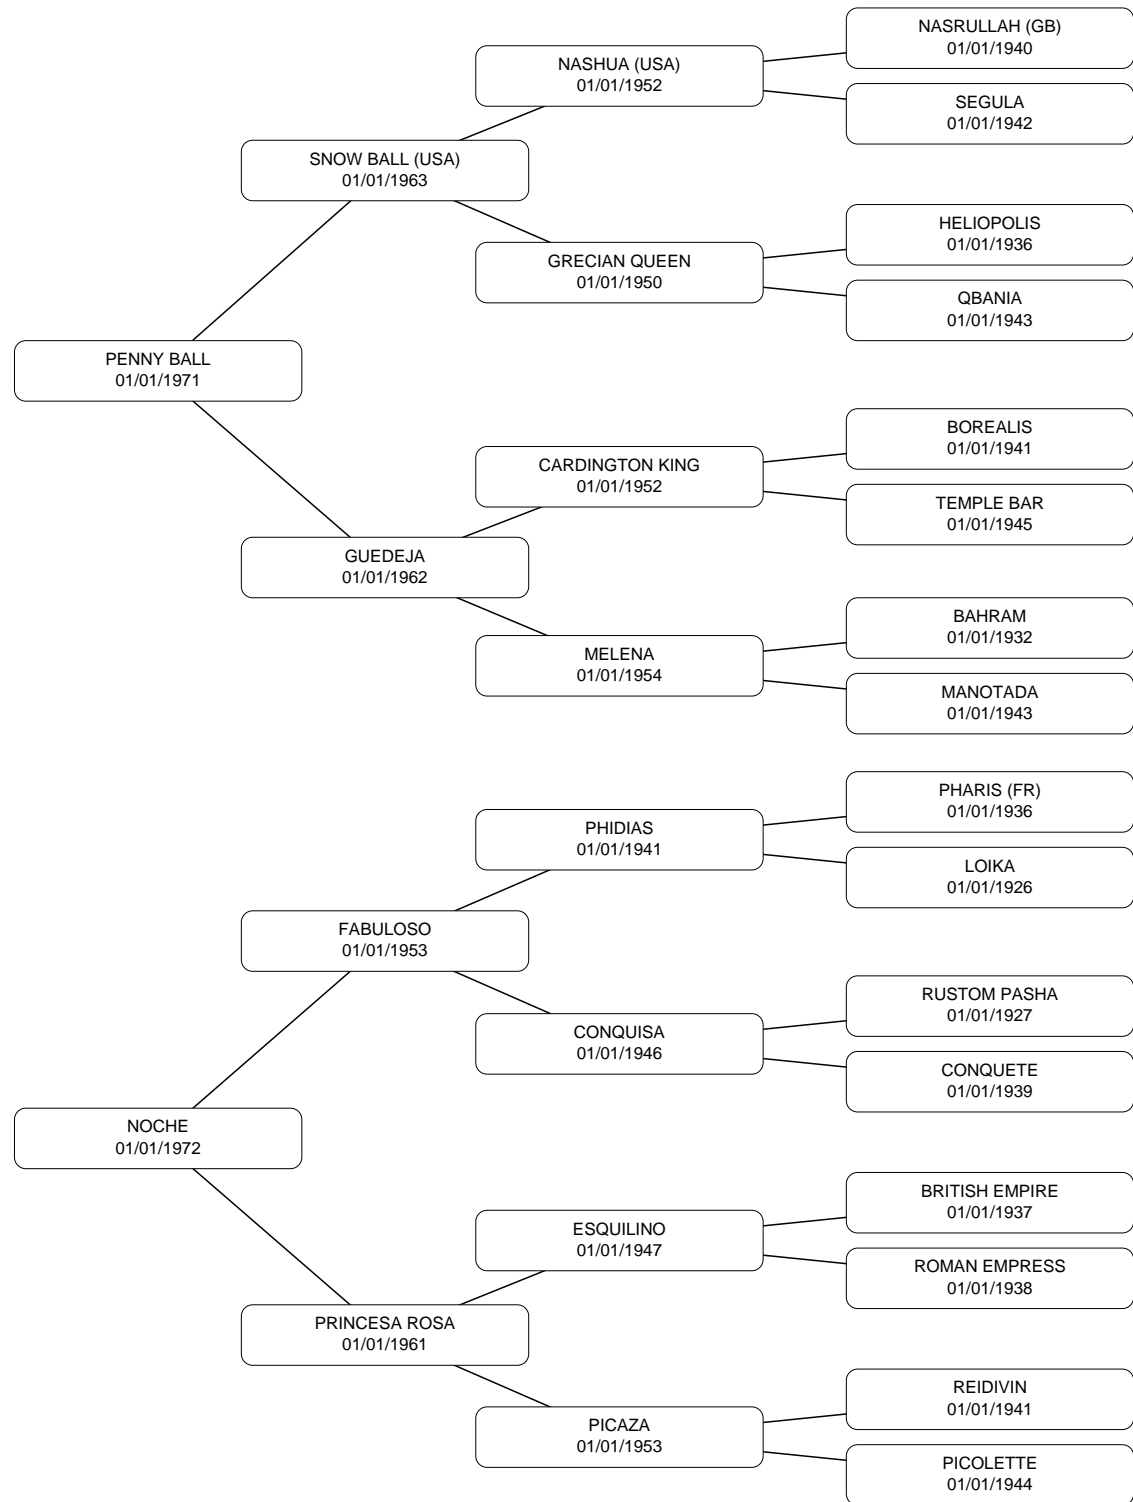 NASRULLAH (GB)
01/01/1940
NASHUA (USA)
01/01/1952
SEGULA
01/01/1942
SNOW BALL (USA)
01/01/1963
HELIOPOLIS
01/01/1936
GRECIAN QUEEN
01/01/1950
QBANIA
01/01/1943
PENNY BALL
01/01/1971
BOREALIS
01/01/1941
CARDINGTON KING
01/01/1952
TEMPLE BAR
01/01/1945
GUEDEJA
01/01/1962
BAHRAM
01/01/1932
MELENA
01/01/1954
MANOTADA
01/01/1943
PHARIS (FR)
01/01/1936
PHIDIAS
01/01/1941
LOIKA
01/01/1926
FABULOSO
01/01/1953
RUSTOM PASHA
01/01/1927
CONQUISA
01/01/1946
CONQUETE
01/01/1939
NOCHE
01/01/1972
BRITISH EMPIRE
01/01/1937
ESQUILINO
01/01/1947
ROMAN EMPRESS
01/01/1938
PRINCESA ROSA
01/01/1961
REIDIVIN
01/01/1941
PICAZA
01/01/1953
PICOLETTE
01/01/1944